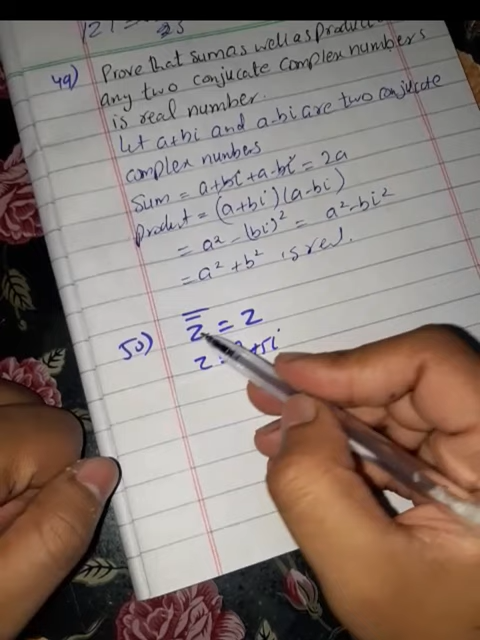 49) Prove that sum as well as product
any two conjucate complex numbers
is real number.
Let a+bi and a-bi are two conjucate
complex numbers
Sum = a+bi+a-bi = 2a
Product = (a+bi)(a-bi)
= a² - (bi)² = a² - bi²
= a² + b² is real.
50) z̿ = z
z =